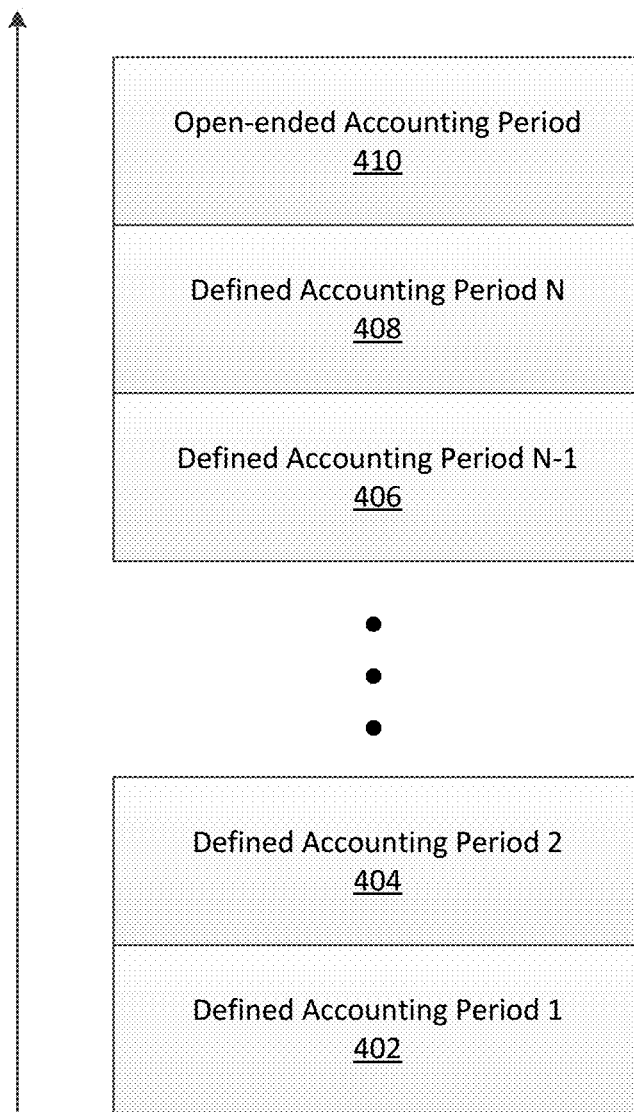 Open-ended Accounting Period
410
Defined Accounting Period N
408
Defined Accounting Period N-1
406
Defined Accounting Period 2
404
Defined Accounting Period 1
402